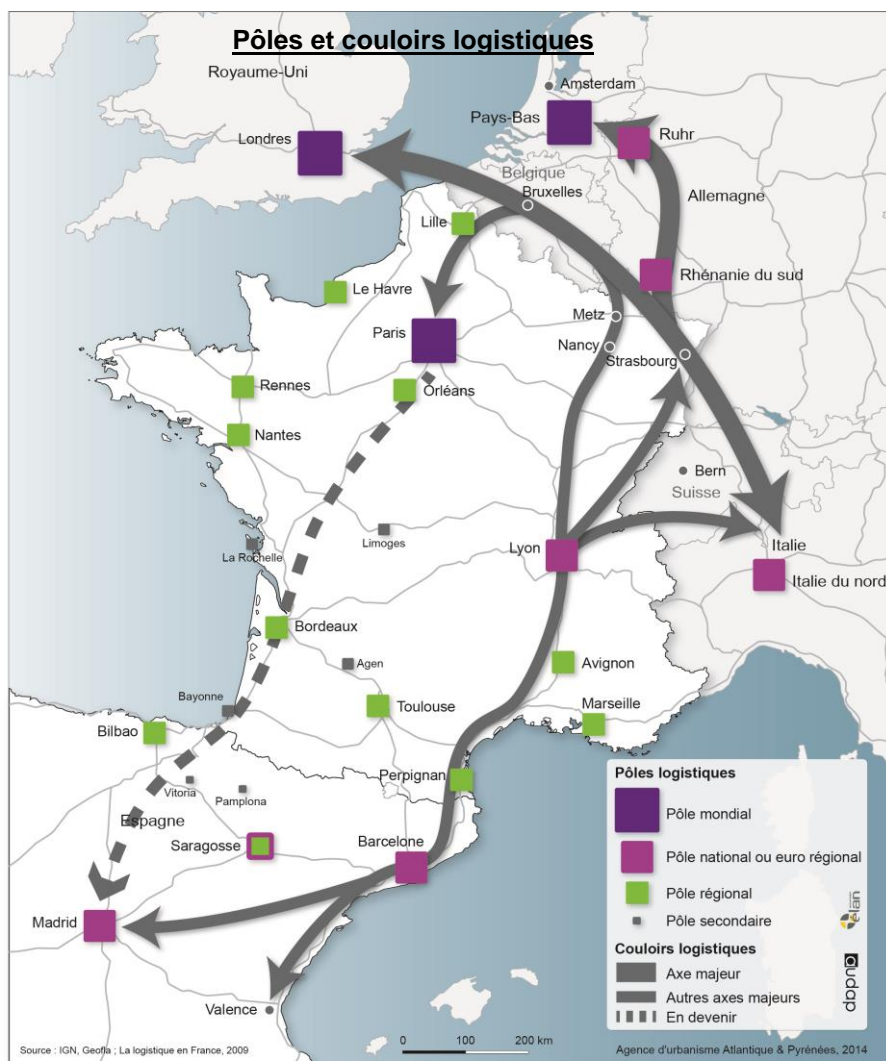 Pôles et couloirs logistiques
Royaume-Uni
Amsterdam
Pays-Bas
Londres
Ruhr
Belgique
Bruxelles
Allemagne
Lille
Rhénanie du sud
Le Havre
Metz
Paris
Nancy
Strasbourg
Rennes
Orléans
Nantes
Bern
Suisse
Limoges
La Rochelle
Lyon
Italie
Italie du nord
Bordeaux
Agen
Avignon
Bayonne
Toulouse
Marseille
Bilbao
Perpignan
Vitoria
Pamplona
Espagne
Saragosse
Barcelone
Madrid
Valence
Pôles logistiques
Pôle mondial
Pôle national ou euro régional
Pôle régional
Pôle secondaire
élan
Couloirs logistiques
Axe majeur
Autres axes majeurs
En devenir
audap
0 100 200 km
Source : IGN, Geofla ; La logistique en France, 2009
Agence d'urbanisme Atlantique & Pyrénées, 2014